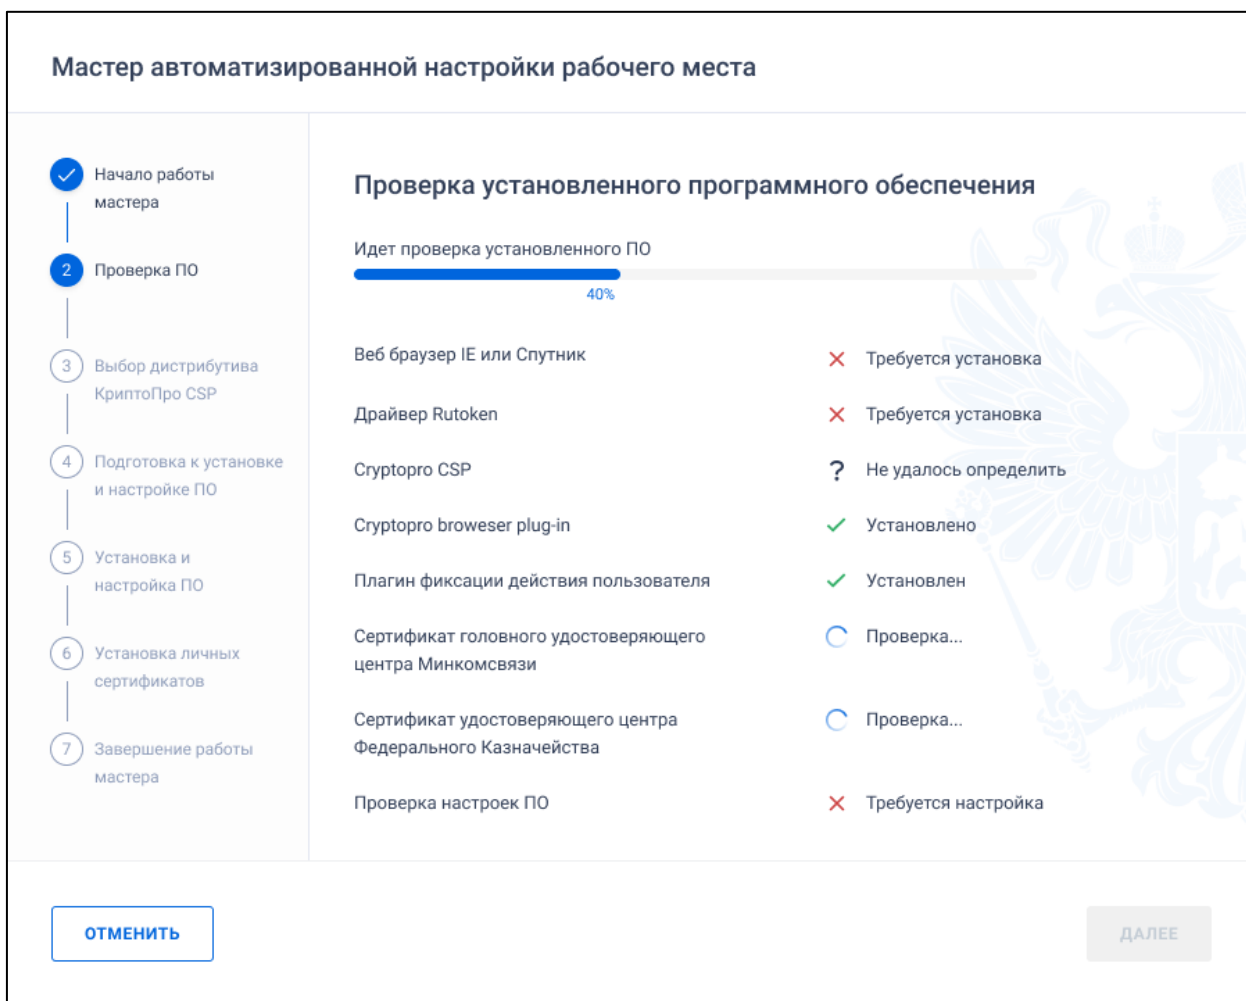 Мастер автоматизированной настройки рабочего места
Начало работы
мастера
2
Проверка ПО
3
Выбор дистрибутива
КриптоПро CSP
4
Подготовка к установке
и настройке ПО
5
Установка и
настройка ПО
6
Установка личных
сертификатов
7
Завершение работы
мастера
Проверка установленного программного обеспечения
Идет проверка установленного ПО
40%
Веб браузер IE или Спутник
Требуется установка
Драйвер Rutoken
Требуется установка
Cryptopro CSP
? Не удалось определить
Cryptopro broweser plug-in
Установлено
Плагин фиксации действия пользователя
Установлен
Сертификат головного удостоверяющего
центра Минкомсвязи
Проверка...
Сертификат удостоверяющего центра
Федерального Казначейства
Проверка...
Проверка настроек ПО
Требуется настройка
ОТМЕНИТЬ
ДАЛЕЕ